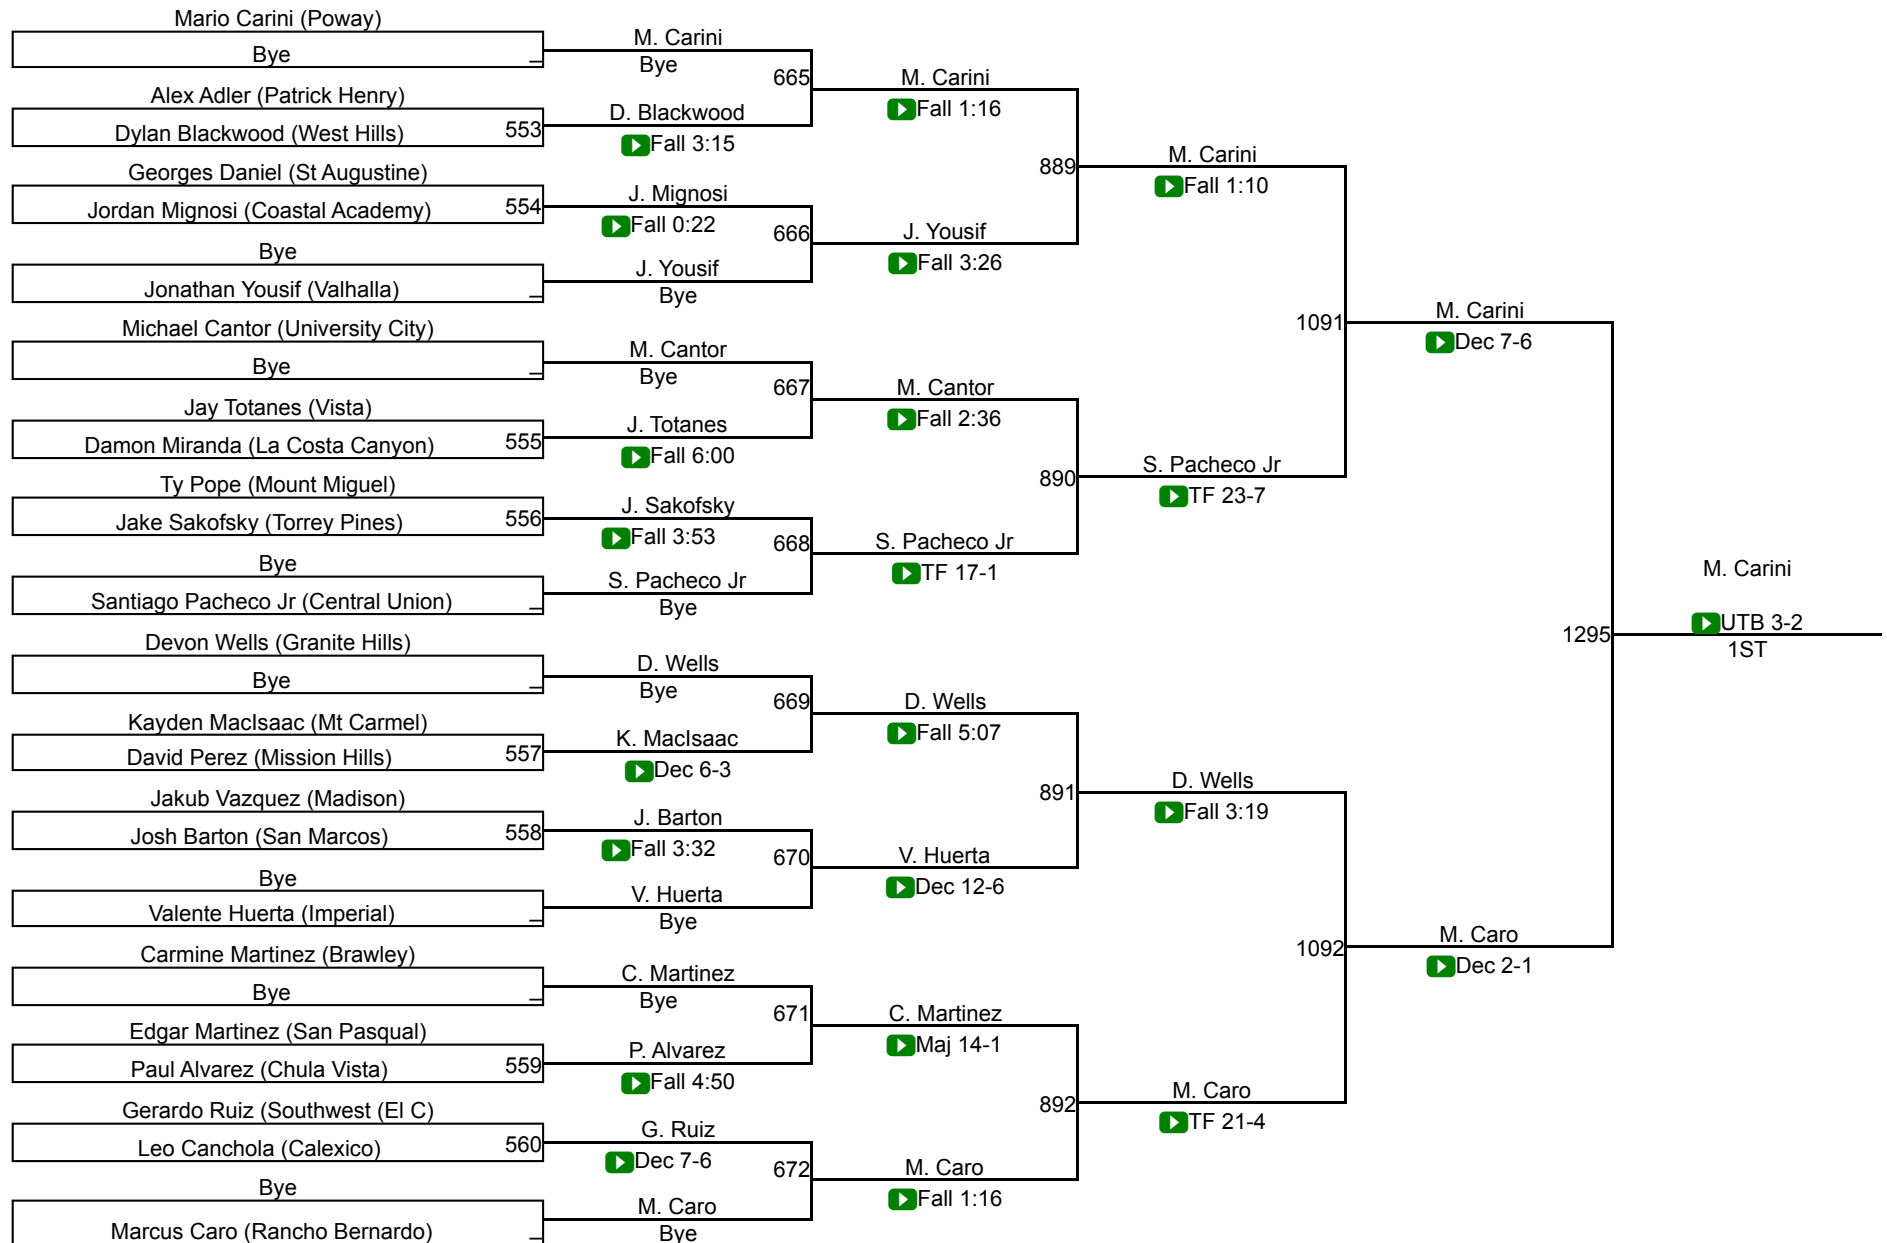 Mario Carini (Poway)
Bye
Alex Adler (Patrick Henry)
Dylan Blackwood (West Hills) 553
Georges Daniel (St Augustine)
Jordan Mignosi (Coastal Academy) 554
Bye
Jonathan Yousif (Valhalla)
Michael Cantor (University City)
Bye
Jay Totanes (Vista)
Damon Miranda (La Costa Canyon) 555
Ty Pope (Mount Miguel)
Jake Sakofsky (Torrey Pines) 556
Bye
Santiago Pacheco Jr (Central Union)
Devon Wells (Granite Hills)
Bye
Kayden MacIsaac (Mt Carmel)
David Perez (Mission Hills) 557
Jakub Vazquez (Madison)
Josh Barton (San Marcos) 558
Bye
Valente Huerta (Imperial)
Carmine Martinez (Brawley)
Bye
Edgar Martinez (San Pasqual)
Paul Alvarez (Chula Vista) 559
Gerardo Ruiz (Southwest (El C)
Leo Canchola (Calexico) 560
Bye
Marcus Caro (Rancho Bernardo)
M. Carini
Bye
665
D. Blackwood
Fall 3:15
J. Mignosi
Fall 0:22
666
J. Yousif
Bye
M. Cantor
Bye
667
J. Totanes
Fall 6:00
J. Sakofsky
Fall 3:53
668
S. Pacheco Jr
Bye
D. Wells
Bye
669
K. MacIsaac
Dec 6-3
J. Barton
Fall 3:32
670
V. Huerta
Bye
C. Martinez
Bye
671
P. Alvarez
Fall 4:50
G. Ruiz
Dec 7-6
672
M. Caro
Bye
M. Carini
Fall 1:16
889
J. Yousif
Fall 3:26
M. Cantor
Fall 2:36
890
S. Pacheco Jr
TF 17-1
D. Wells
Fall 5:07
891
V. Huerta
Dec 12-6
C. Martinez
Maj 14-1
892
M. Caro
Fall 1:16
M. Carini
Fall 1:10
1091
S. Pacheco Jr
TF 23-7
D. Wells
Fall 3:19
1092
M. Caro
TF 21-4
M. Carini
Dec 7-6
1295
M. Caro
Dec 2-1
M. Carini
UTB 3-2
1ST